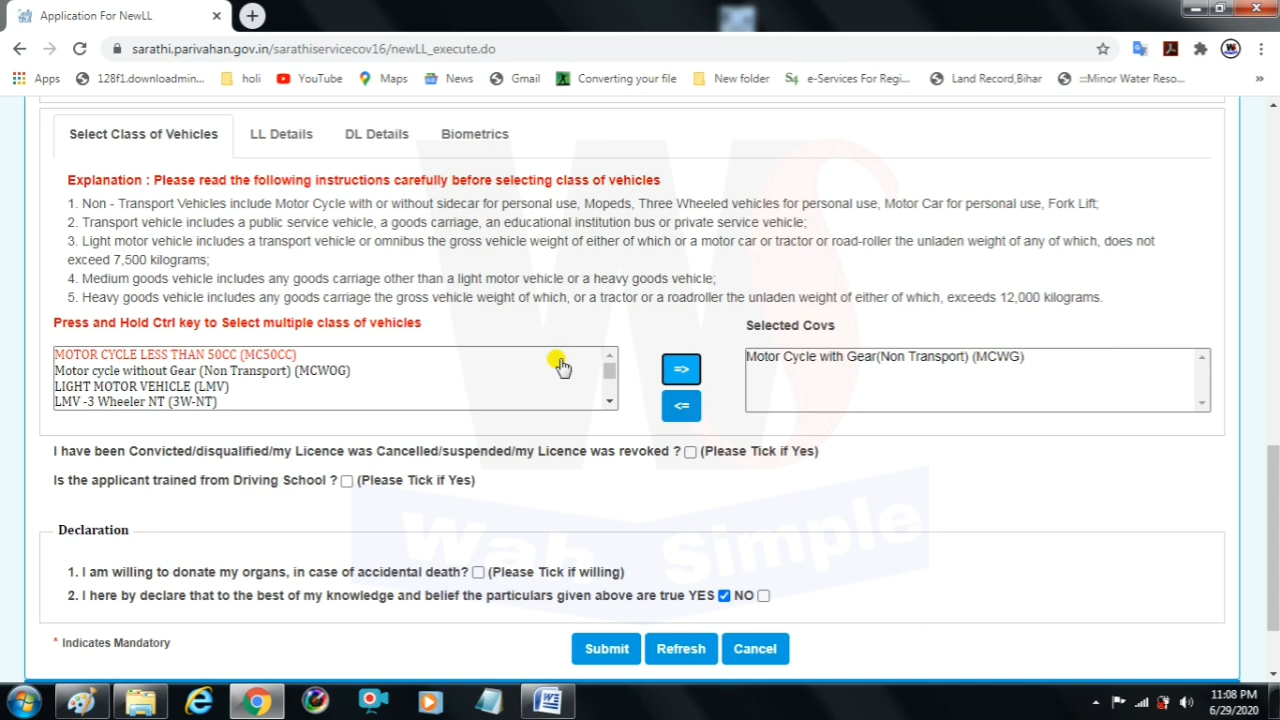 Application For NewLL
sarathi.parivahan.gov.in/sarathiservicecov16/newLL_execute.do
Apps 128f1.downloadmin... holi YouTube Maps News Gmail Converting your file New folder e-Services For Regi... Land Record,Bihar :::Minor Water Reso... »
Select Class of Vehicles LL Details DL Details Biometrics
Explanation : Please read the following instructions carefully before selecting class of vehicles
1. Non - Transport Vehicles include Motor Cycle with or without sidecar for personal use, Mopeds, Three Wheeled vehicles for personal use, Motor Car for personal use, Fork Lift;
2. Transport vehicle includes a public service vehicle, a goods carriage, an educational institution bus or private service vehicle;
3. Light motor vehicle includes a transport vehicle or omnibus the gross vehicle weight of either of which or a motor car or tractor or road-roller the unladen weight of any of which, does not
exceed 7,500 kilograms;
4. Medium goods vehicle includes any goods carriage other than a light motor vehicle or a heavy goods vehicle;
5. Heavy goods vehicle includes any goods carriage the gross vehicle weight of which, or a tractor or a roadroller the unladen weight of either of which, exceeds 12,000 kilograms.
Press and Hold Ctrl key to Select multiple class of vehicles
Selected Covs
MOTOR CYCLE LESS THAN 50CC (MC50CC)
Motor cycle without Gear (Non Transport) (MCWOG)
LIGHT MOTOR VEHICLE (LMV)
LMV -3 Wheeler NT (3W-NT)
=>
<=
Motor Cycle with Gear(Non Transport) (MCWG)
I have been Convicted/disqualified/my Licence was Cancelled/suspended/my Licence was revoked ? (Please Tick if Yes)
Is the applicant trained from Driving School ? (Please Tick if Yes)
Declaration
1. I am willing to donate my organs, in case of accidental death? (Please Tick if willing)
2. I here by declare that to the best of my knowledge and belief the particulars given above are true YES NO
* Indicates Mandatory
Submit Refresh Cancel
Wah Simple
11:08 PM
6/29/2020